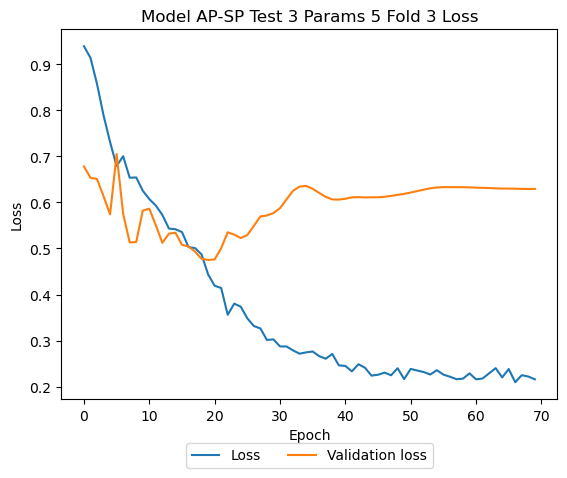 Model AP-SP Test 3 Params 5 Fold 3 Loss
Loss
0.9
0.8
0.7
0.6
0.5
0.4
0.3
0.2
0 10 20 30 40 50 60 70
Epoch
Loss Validation loss